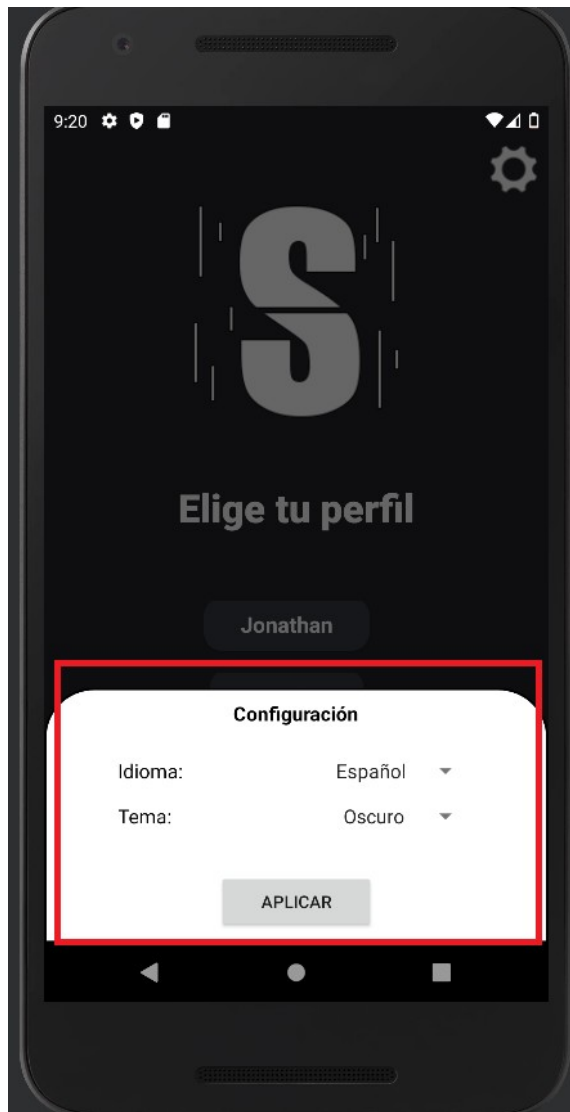 9:20
S
Elige tu perfil
Jonathan
Configuración
Idioma: Español
Tema: Oscuro
APLICAR